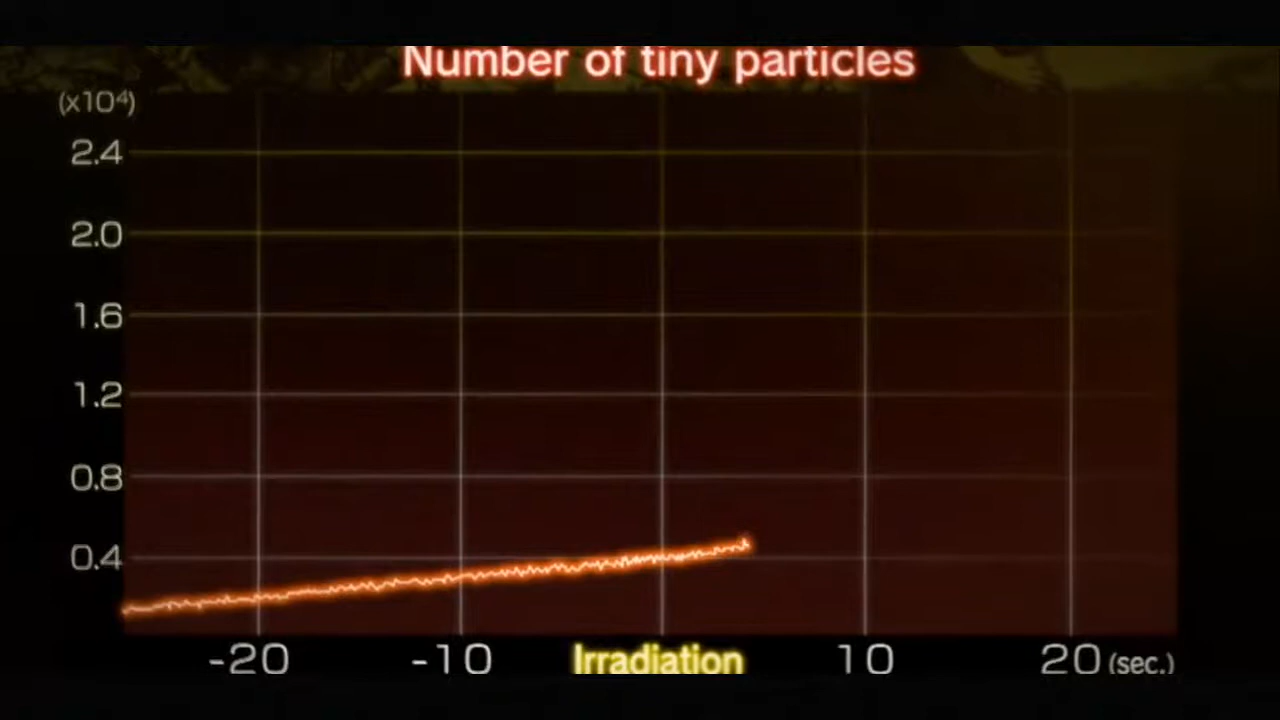 Number of tiny particles
(x10⁴)
2.4
2.0
1.6
1.2
0.8
0.4
-20 -10 Irradiation 10 20 (sec.)